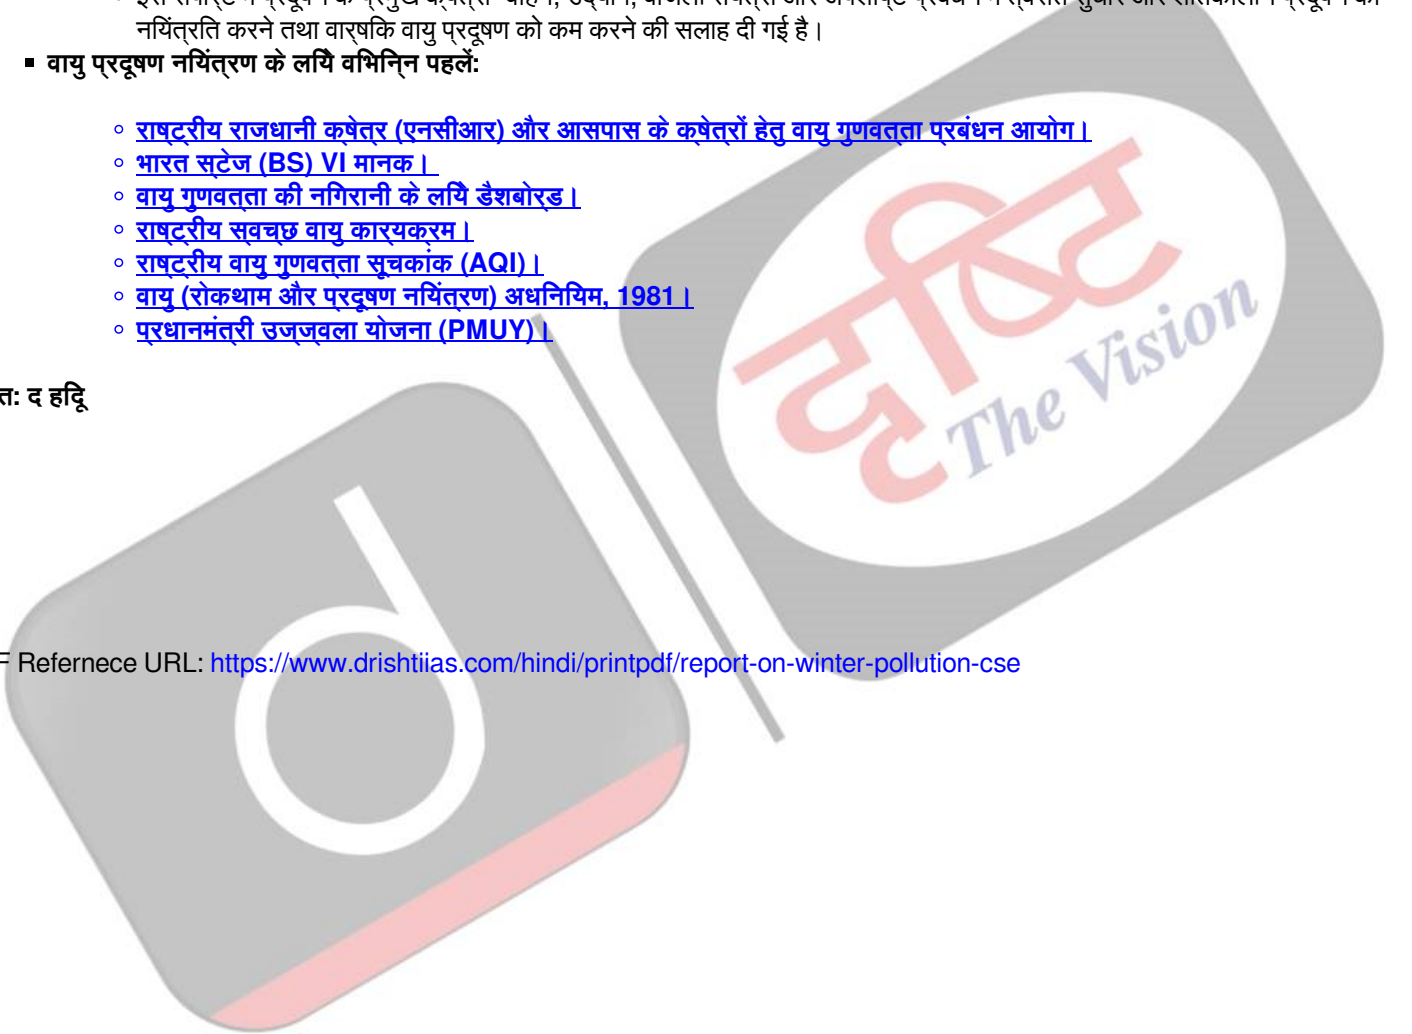 नियंत्रित करने तथा वार्षिक वायु प्रदूषण को कम करने की सलाह दी गई है।
वायु प्रदूषण नियंत्रण के लिये विभिन्न पहलें:
राष्ट्रीय राजधानी क्षेत्र (एनसीआर) और आसपास के क्षेत्रों हेतु वायु गुणवत्ता प्रबंधन आयोग।
भारत स्टेज (BS) VI मानक।
वायु गुणवत्ता की निगरानी के लिये डैशबोर्ड।
राष्ट्रीय स्वच्छ वायु कार्यक्रम।
राष्ट्रीय वायु गुणवत्ता सूचकांक (AQI)।
वायु (रोकथाम और प्रदूषण नियंत्रण) अधिनियम, 1981।
प्रधानमंत्री उज्ज्वला योजना (PMUY)।
त: द हिंदू
F Refernece URL: https://www.drishtiias.com/hindi/printpdf/report-on-winter-pollution-cse
दृष्टि
The Vision
d